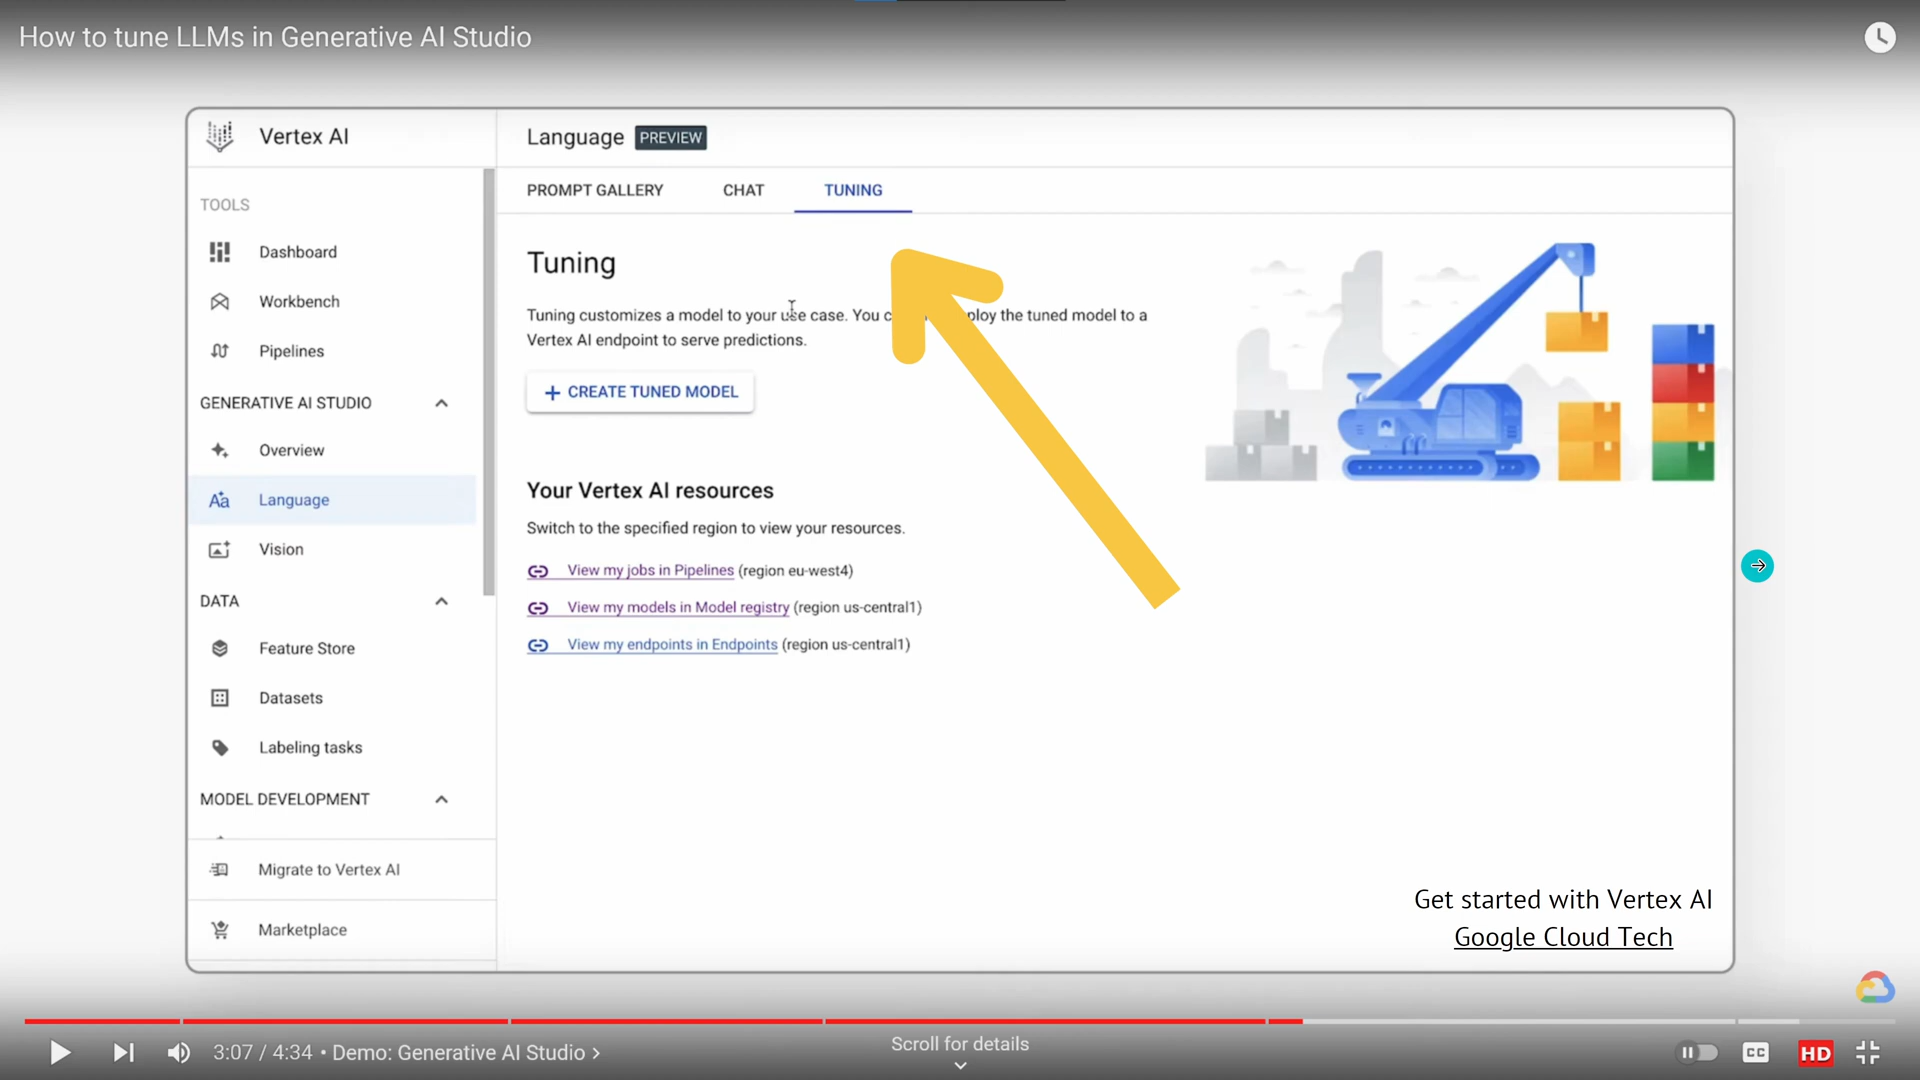 How to tune LLMs in Generative AI Studio
Vertex AI
Language PREVIEW
PROMPT GALLERY CHAT TUNING
TOOLS
Dashboard
Workbench
Pipelines
GENERATIVE AI STUDIO
Overview
Language
Vision
DATA
Feature Store
Datasets
Labeling tasks
MODEL DEVELOPMENT
Migrate to Vertex AI
Marketplace
Tuning
Tuning customizes a model to your use case. You the tuned model to a
Vertex AI endpoint to serve predictions.
+ CREATE TUNED MODEL
Your Vertex AI resources
Switch to the specified region to view your resources.
View my jobs in Pipelines (region eu-west4)
View my models in Model registry (region us-central1)
View my endpoints in Endpoints (region us-central1)
Get started with Vertex AI
Google Cloud Tech
3:07 / 4:34 • Demo: Generative AI Studio
Scroll for details
CC
HD